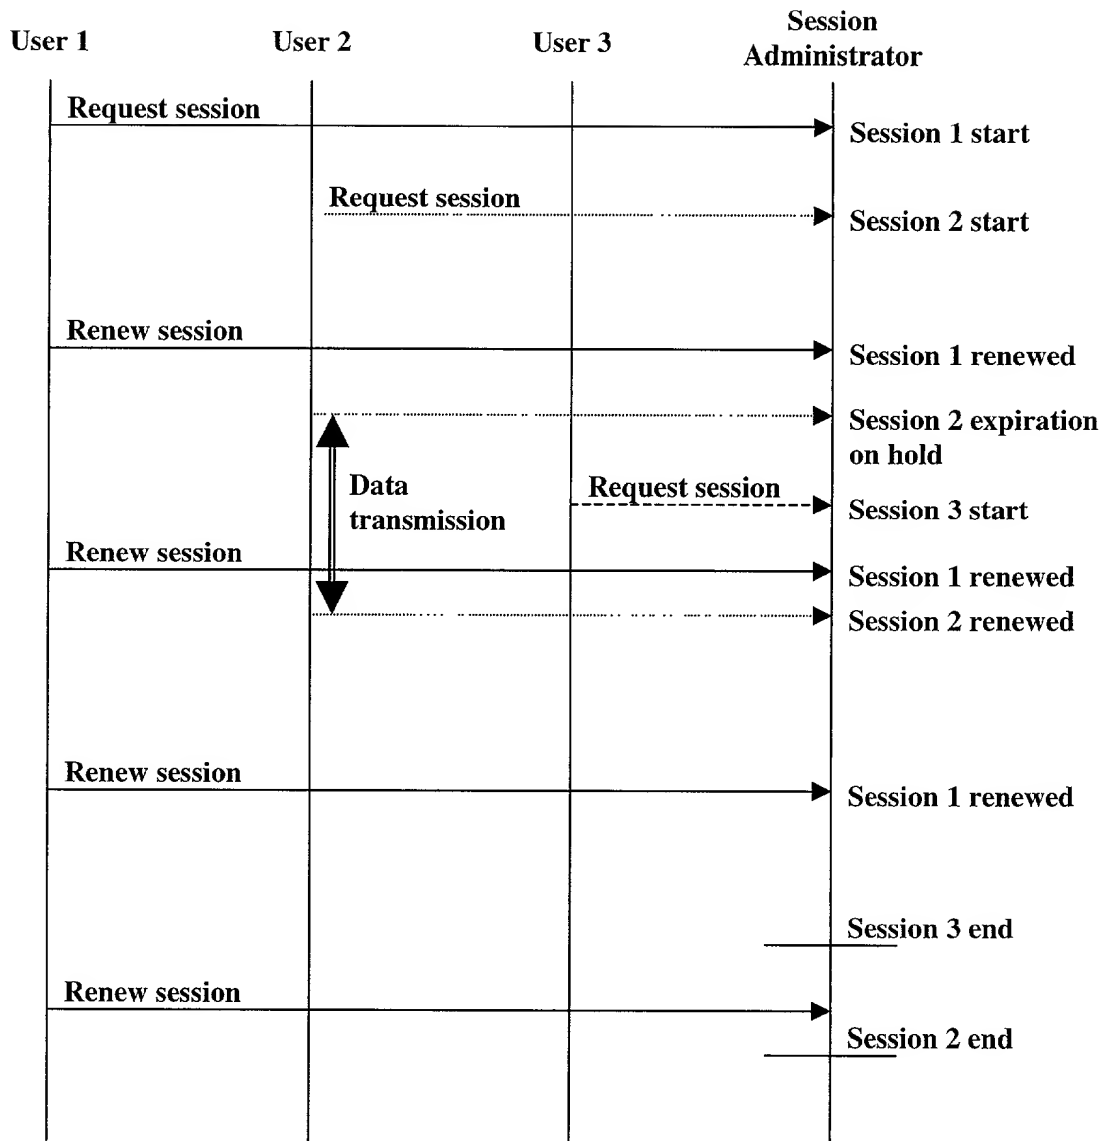 User 1
User 2
User 3
Session
Administrator
Request session
Session 1 start
Request session
Session 2 start
Renew session
Session 1 renewed
Session 2 expiration
on hold
Data
transmission
Request session
Session 3 start
Renew session
Session 1 renewed
Session 2 renewed
Renew session
Session 1 renewed
Session 3 end
Renew session
Session 2 end